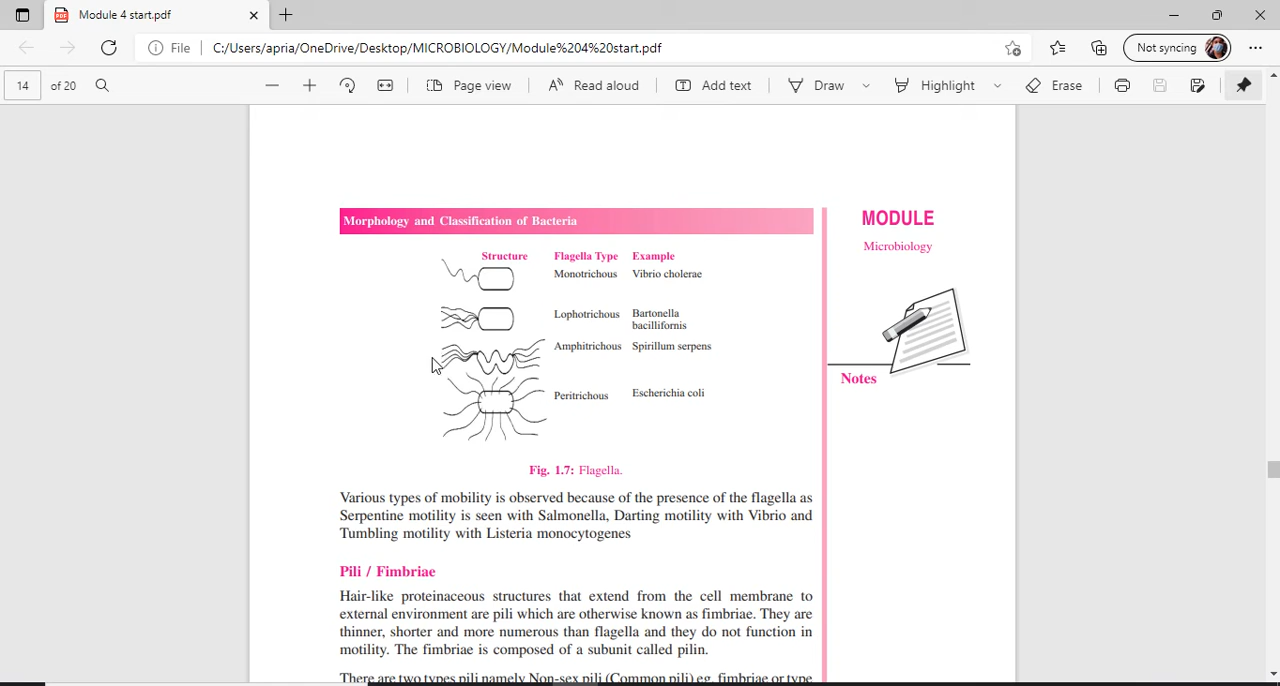 Module 4 start.pdf
File
C:/Users/apria/OneDrive/Desktop/MICROBIOLOGY/Module%204%20start.pdf
Not syncing
14 of 20
Page view
Read aloud
Add text
Draw
Highlight
Erase
Morphology and Classification of Bacteria
MODULE
Microbiology
Structure Flagella Type Example
Monotrichous Vibrio cholerae
Lophotrichous Bartonella
bacillifornis
Amphitrichous Spirillum serpens
Peritrichous Escherichia coli
Notes
Fig. 1.7: Flagella.
Various types of mobility is observed because of the presence of the flagella as
Serpentine motility is seen with Salmonella, Darting motility with Vibrio and
Tumbling motility with Listeria monocytogenes
Pili / Fimbriae
Hair-like proteinaceous structures that extend from the cell membrane to
external environment are pili which are otherwise known as fimbriae. They are
thinner, shorter and more numerous than flagella and they do not function in
motility. The fimbriae is composed of a subunit called pilin.
There are two types pili namely Non-sex pili (Common pili) eg. fimbriae or type